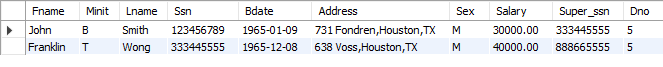 Fname Minit Lname Ssn Bdate Address Sex Salary Super_ssn Dno
John B Smith 123456789 1965-01-09 731 Fondren,Houston,TX M 30000.00 333445555 5
Franklin T Wong 333445555 1965-12-08 638 Voss,Houston,TX M 40000.00 888665555 5